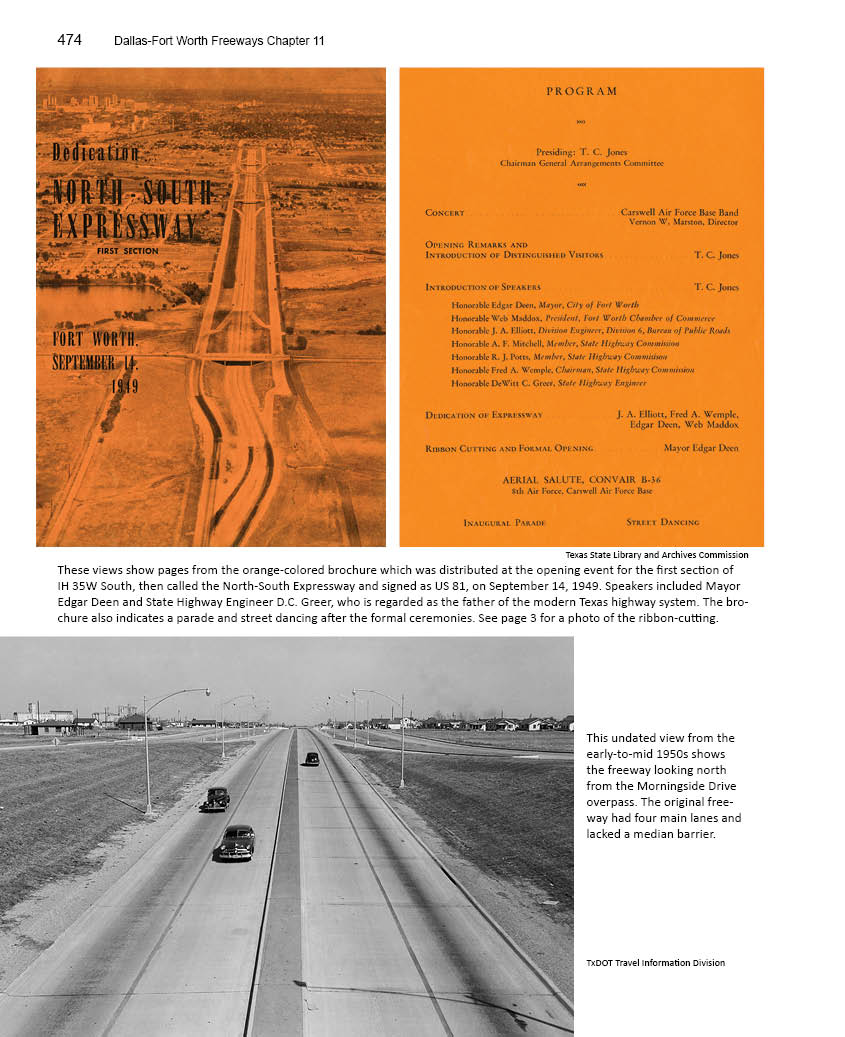 474 Dallas-Fort Worth Freeways Chapter 11
Dedication
NORTH - SOUTH
EXPRESSWAY
FIRST SECTION
FORT WORTH,
SEPTEMBER 14,
1949
PROGRAM
Presiding: T. C. Jones
Chairman General Arrangements Committee
CONCERT Carswell Air Force Base Band
Vernon W. Marston, Director
OPENING REMARKS AND
INTRODUCTION OF DISTINGUISHED VISITORS T. C. Jones
INTRODUCTION OF SPEAKERS T. C. Jones
Honorable Edgar Deen, Mayor, City of Fort Worth
Honorable Web Maddox, President, Fort Worth Chamber of Commerce
Honorable J. A. Elliott, Division Engineer, Division 6, Bureau of Public Roads
Honorable A. F. Mitchell, Member, State Highway Commission
Honorable R. J. Potts, Member, State Highway Commission
Honorable Fred A. Wemple, Chairman, State Highway Commission
Honorable DeWitt C. Greer, State Highway Engineer
DEDICATION OF EXPRESSWAY J. A. Elliott, Fred A. Wemple,
Edgar Deen, Web Maddox
RIBBON CUTTING AND FORMAL OPENING Mayor Edgar Deen
AERIAL SALUTE, CONVAIR B-36
8th Air Force, Carswell Air Force Base
INAUGURAL PARADE STREET DANCING
Texas State Library and Archives Commission
These views show pages from the orange-colored brochure which was distributed at the opening event for the first section of
IH 35W South, then called the North-South Expressway and signed as US 81, on September 14, 1949. Speakers included Mayor
Edgar Deen and State Highway Engineer D.C. Greer, who is regarded as the father of the modern Texas highway system. The bro-
chure also indicates a parade and street dancing after the formal ceremonies. See page 3 for a photo of the ribbon-cutting.
This undated view from the
early-to-mid 1950s shows
the freeway looking north
from the Morningside Drive
overpass. The original free-
way had four main lanes and
lacked a median barrier.
TxDOT Travel Information Division